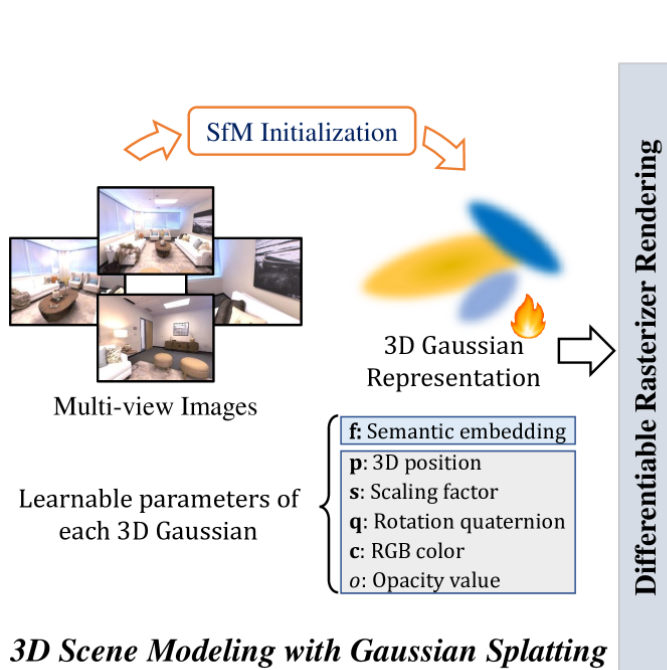 SfM Initialization
Multi-view Images
3D Gaussian
Representation
Differentiable Rasterizer Rendering
Learnable parameters of
each 3D Gaussian
f: Semantic embedding
p: 3D position
s: Scaling factor
q: Rotation quaternion
c: RGB color
o: Opacity value
3D Scene Modeling with Gaussian Splatting